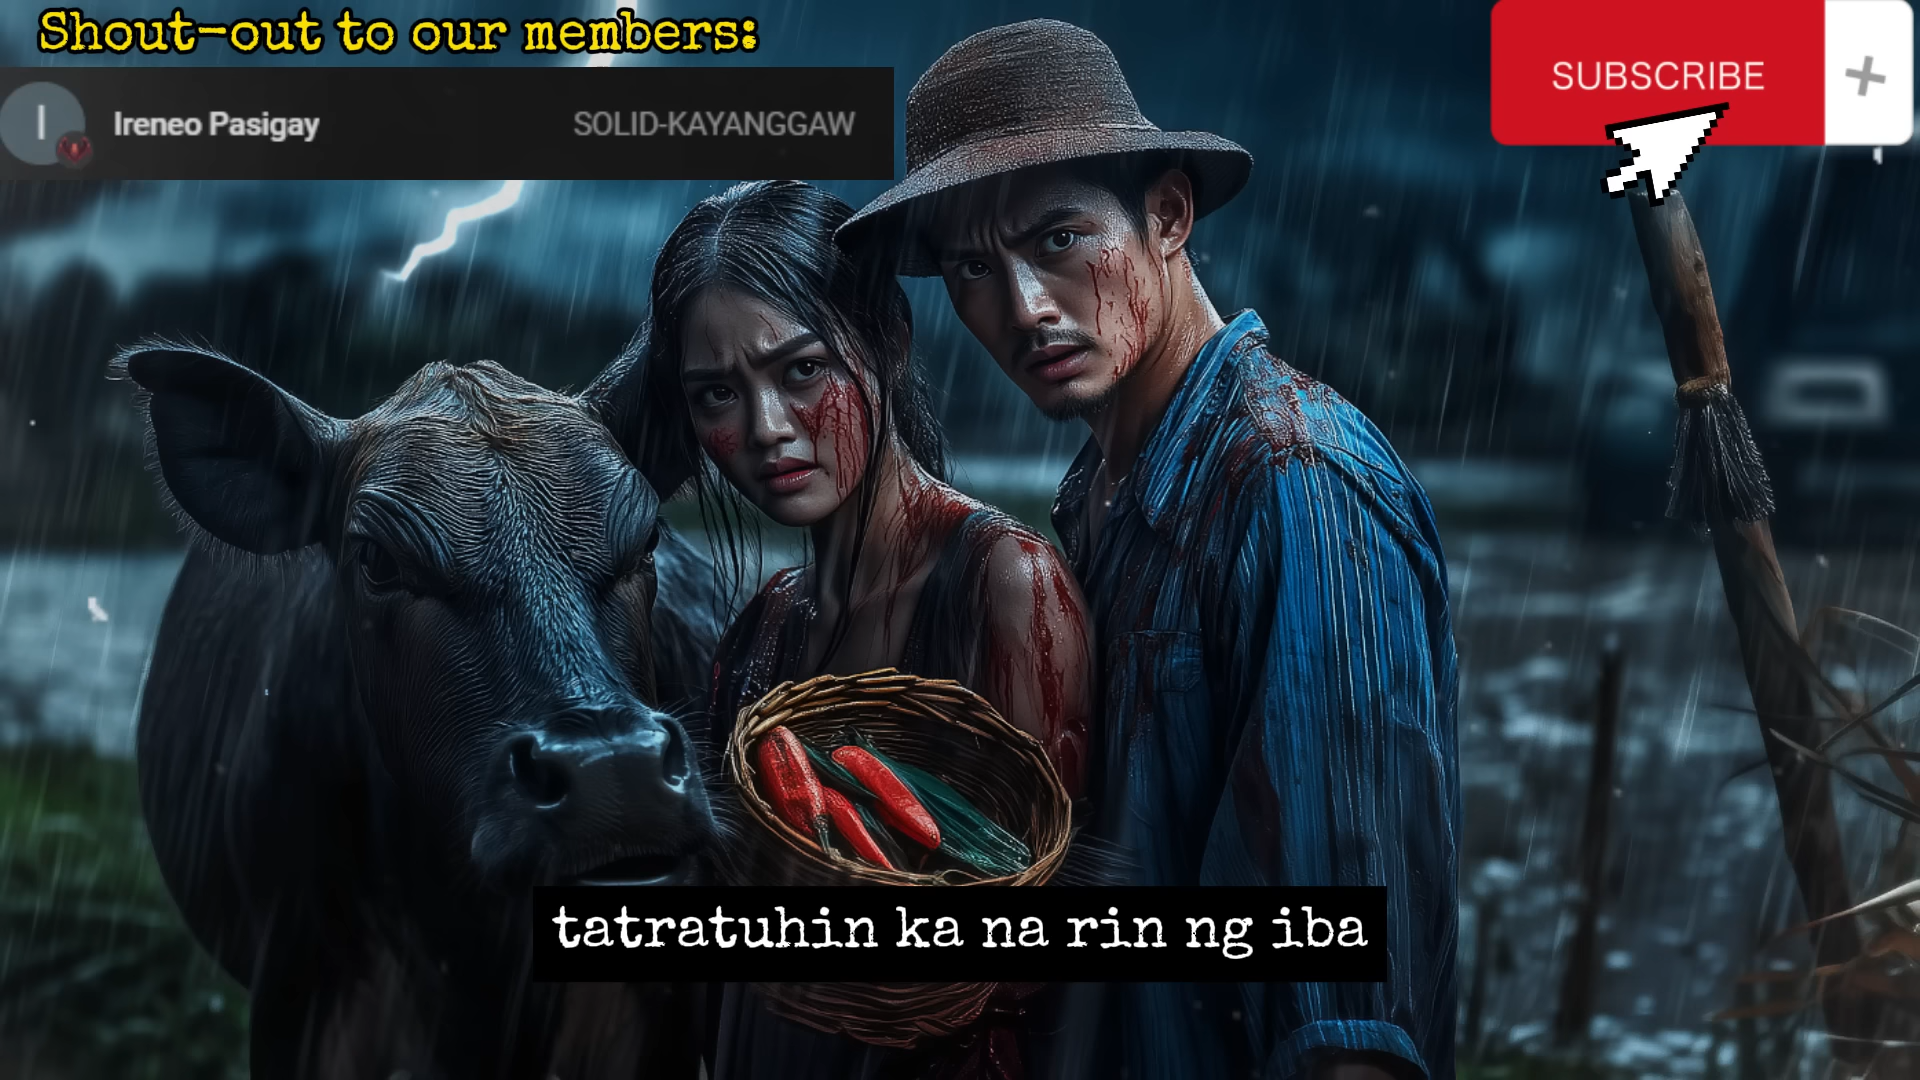 Shout-out to our members:
I
Ireneo Pasigay
SOLID-KAYANGGAW
SUBSCRIBE
tatratuhin ka na rin ng iba